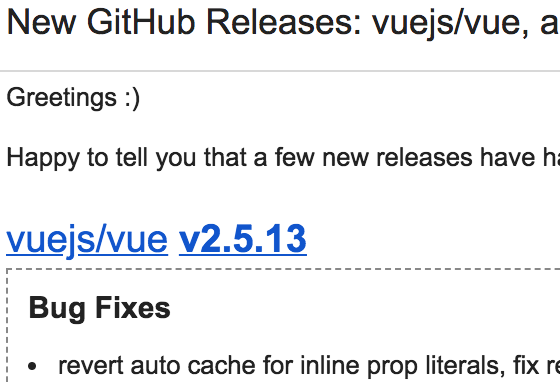 New GitHub Releases: vuejs/vue, a
Greetings :)
Happy to tell you that a few new releases have ha
vuejs/vue v2.5.13
Bug Fixes
• revert auto cache for inline prop literals, fix re